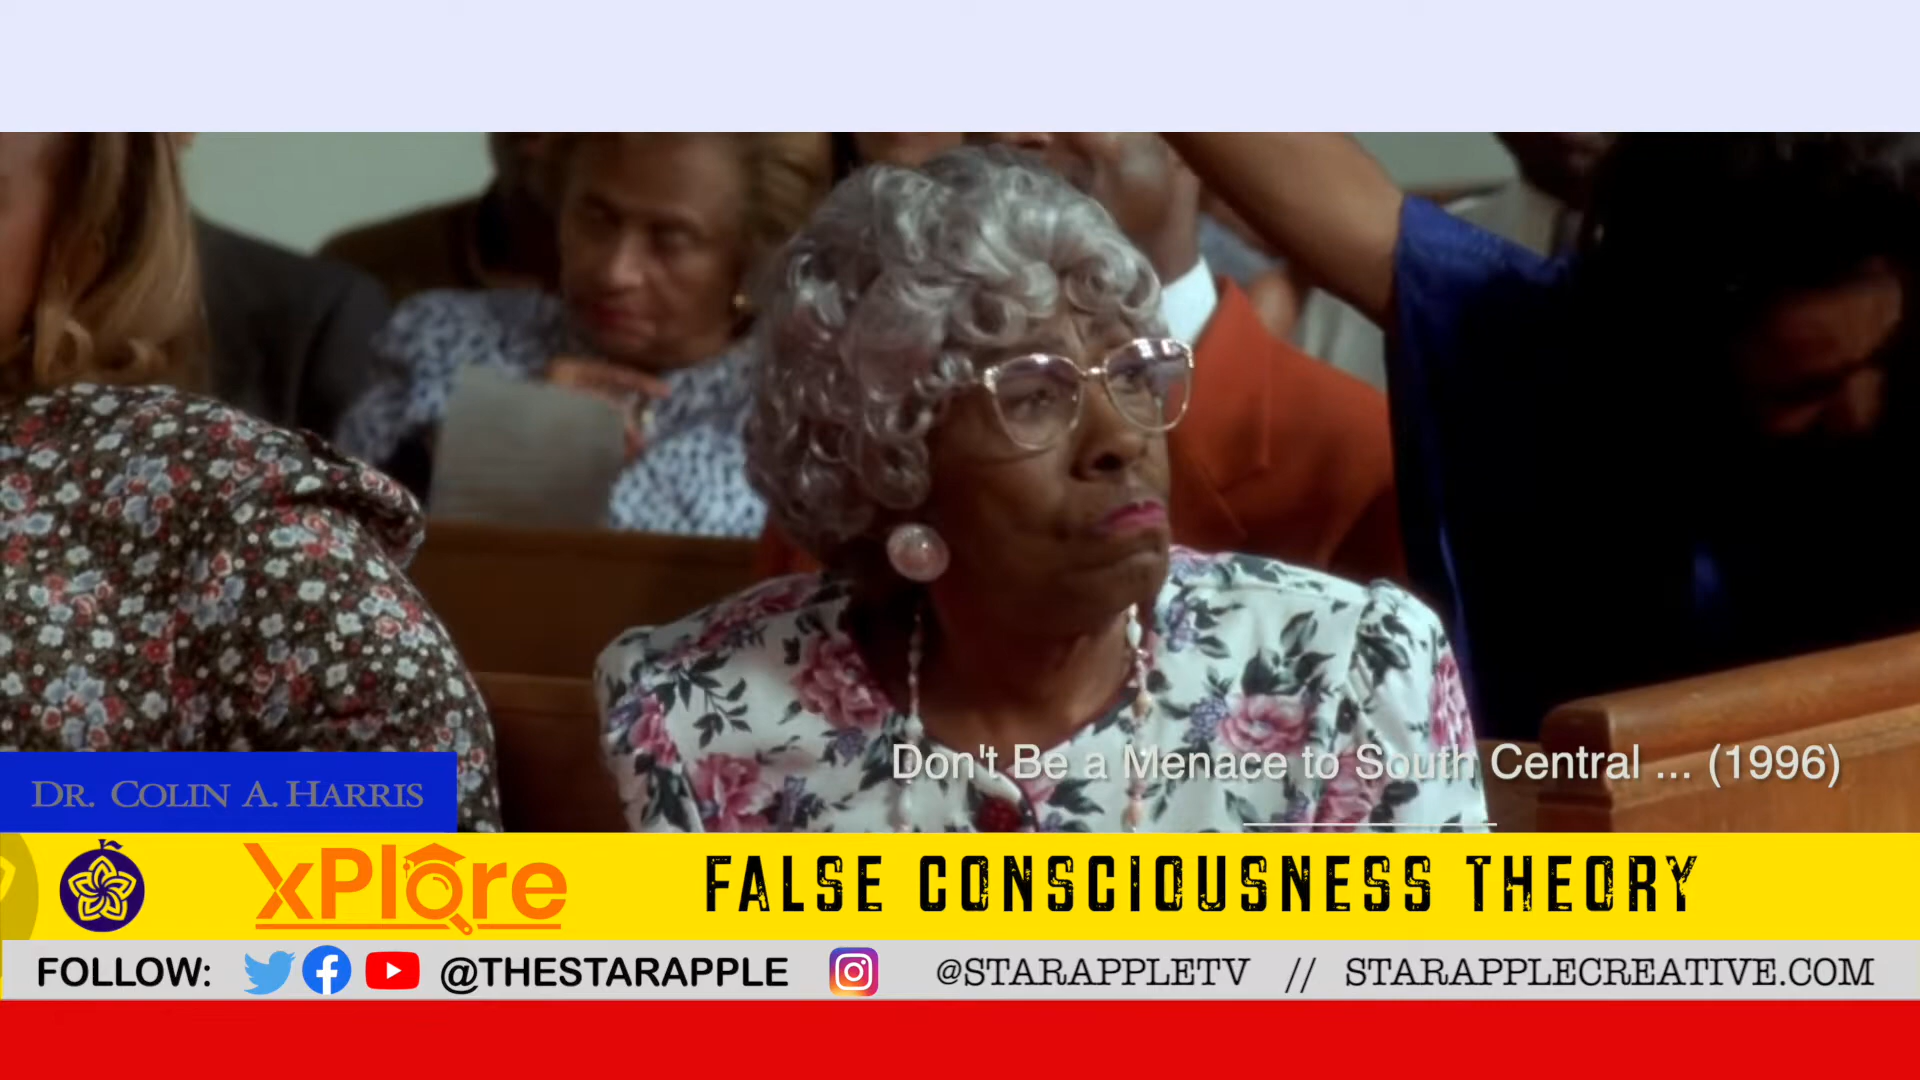 Don't Be a Menace to South Central ... (1996)
DR. COLIN A. HARRIS
xPlore
FALSE CONSCIOUSNESS THEORY
FOLLOW: @THESTARAPPLE @STARAPPLETV // STARAPPLECREATIVE.COM